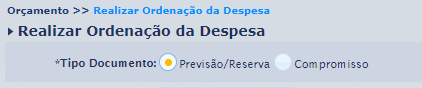 Orçamento >> Realizar Ordenação da Despesa
Realizar Ordenação da Despesa
*Tipo Documento: Previsão/Reserva Compromisso